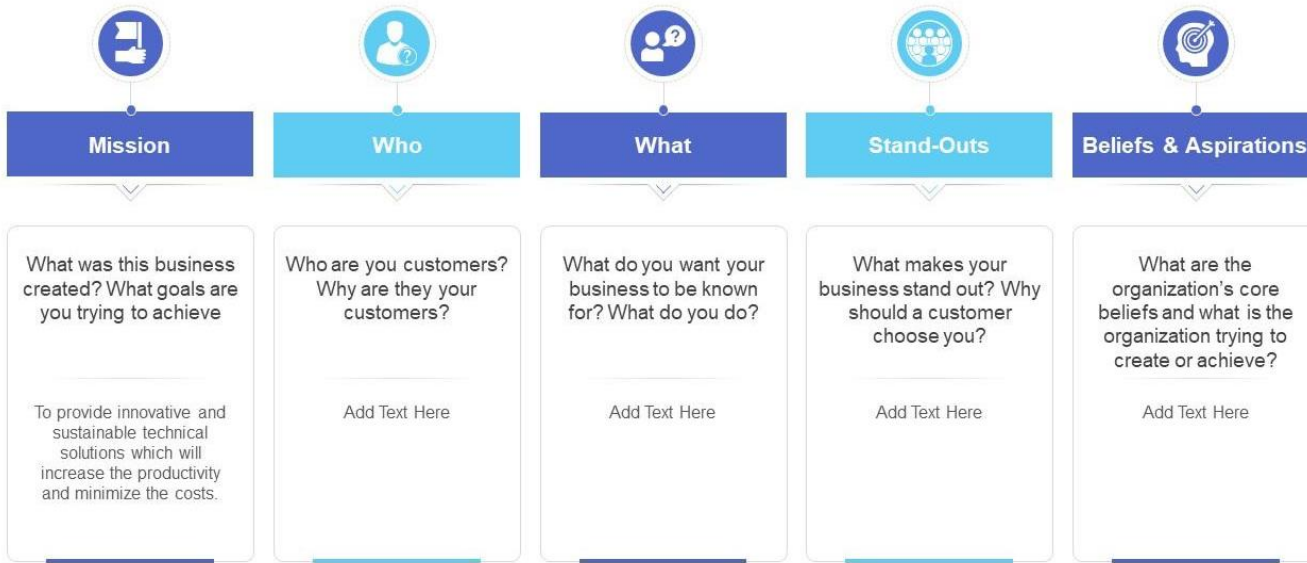 Mission
Who
What
Stand-Outs
Beliefs & Aspirations
What was this business
created? What goals are
you trying to achieve
Who are you customers?
Why are they your
customers?
What do you want your
business to be known
for? What do you do?
What makes your
business stand out? Why
should a customer
choose you?
What are the
organization's core
beliefs and what is the
organization trying to
create or achieve?
To provide innovative and
sustainable technical
solutions which will
increase the productivity
and minimize the costs.
Add Text Here
Add Text Here
Add Text Here
Add Text Here